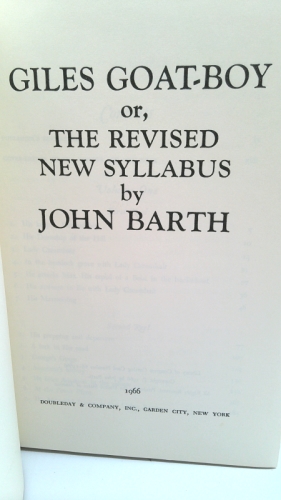 GILES GOAT-BOY
or,
THE REVISED
NEW SYLLABUS
by
JOHN BARTH
1966
DOUBLEDAY & COMPANY, INC., GARDEN CITY, NEW YORK